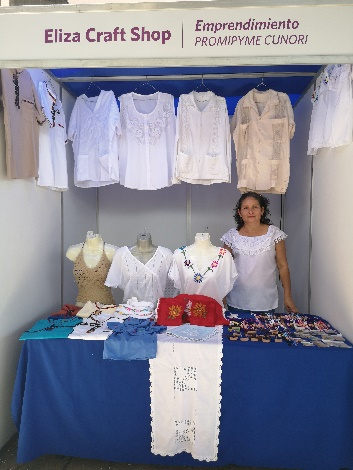 Eliza Craft Shop
Emprendimiento
PROMIPYME CUNORI